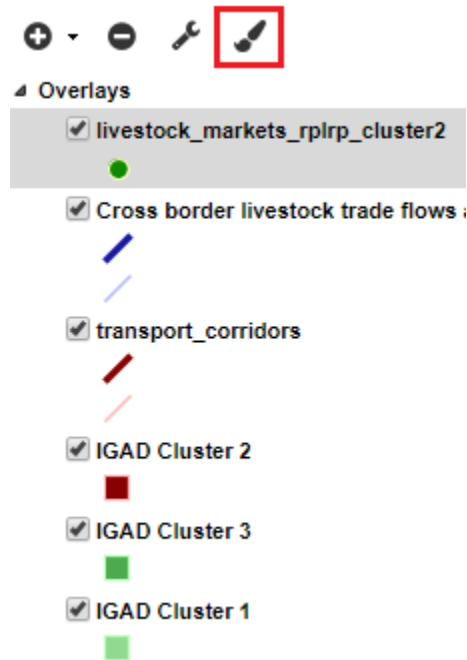 Overlays
livestock_markets_rplrp_cluster2
Cross border livestock trade flows
transport_corridors
IGAD Cluster 2
IGAD Cluster 3
IGAD Cluster 1